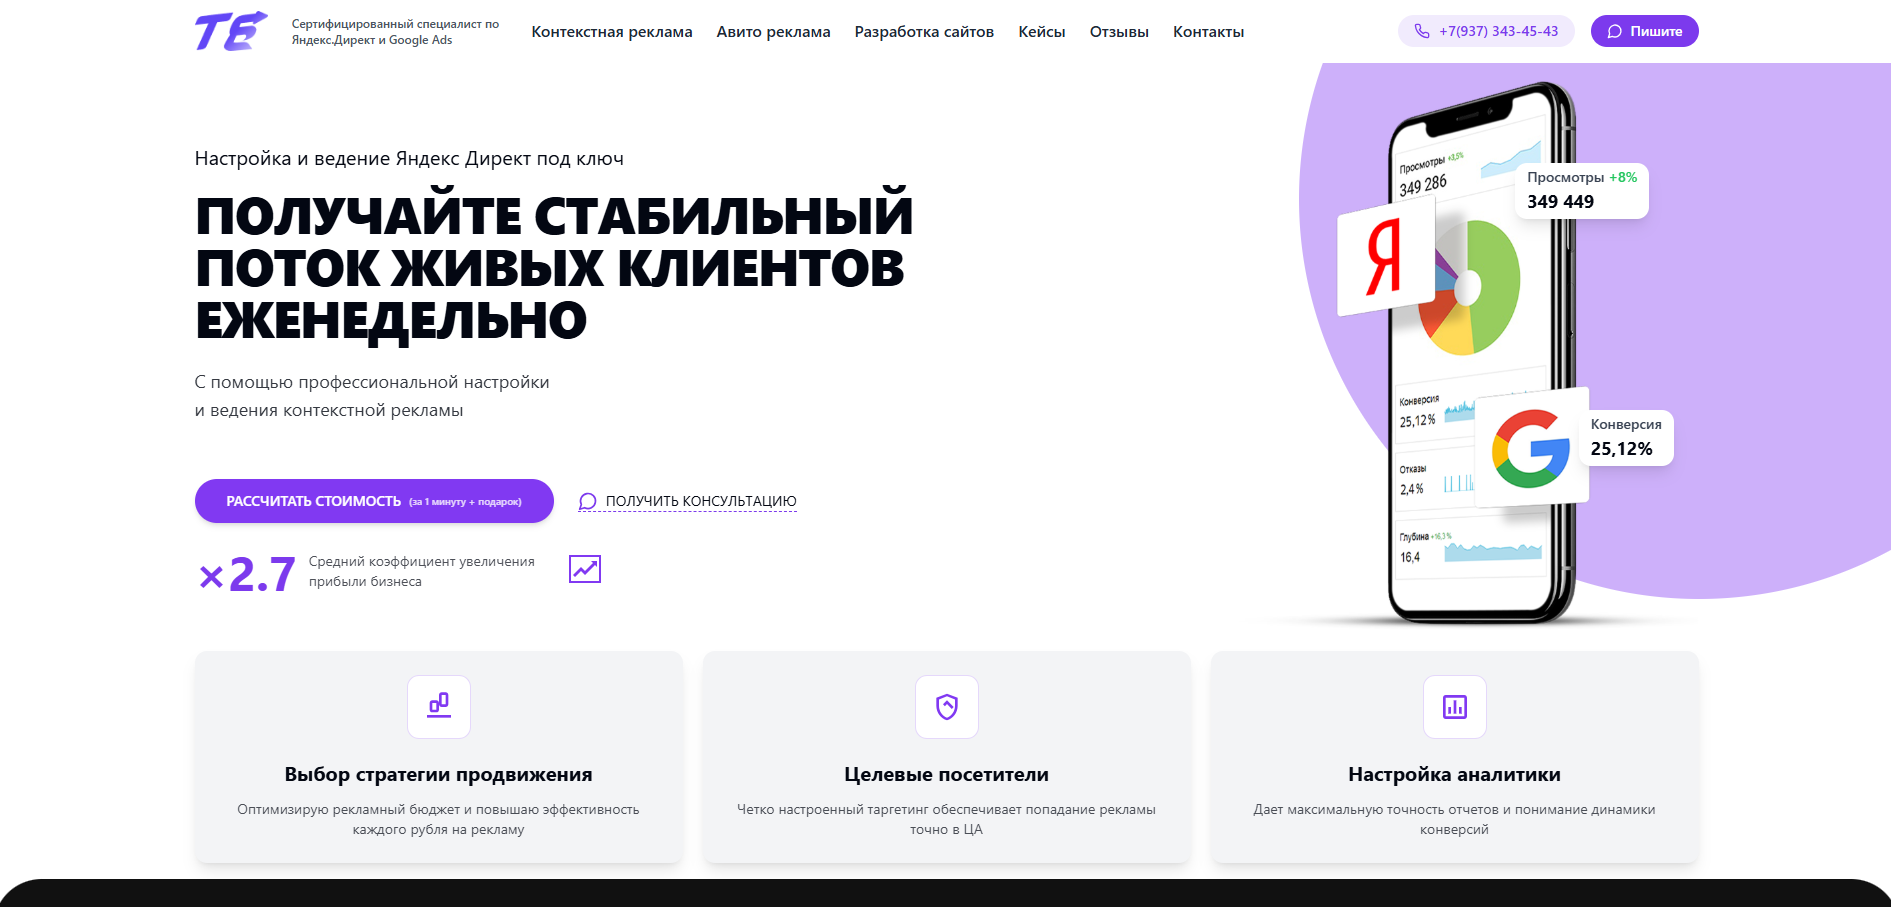 ТЕ
Сертифицированный специалист по
Яндекс.Директ и Google Ads
Контекстная реклама
Авито реклама
Разработка сайтов
Кейсы
Отзывы
Контакты
+7(937) 343-45-43
Пишите
Настройка и ведение Яндекс Директ под ключ
ПОЛУЧАЙТЕ СТАБИЛЬНЫЙ
ПОТОК ЖИВЫХ КЛИЕНТОВ
ЕЖЕНЕДЕЛЬНО
С помощью профессиональной настройки
и ведения контекстной рекламы
РАССЧИТАТЬ СТОИМОСТЬ (за 1 минуту + подарок)
ПОЛУЧИТЬ КОНСУЛЬТАЦИЮ
×2.7
Средний коэффициент увеличения
прибыли бизнеса
Просмотры +3,5%
349 286
Просмотры +8%
349 449
Я
Конверсия
25,12%
G
Конверсия
25,12%
Отказы
2,4%
Глубина +16,3%
16,4
Выбор стратегии продвижения
Оптимизирую рекламный бюджет и повышаю эффективность
каждого рубля на рекламу
Целевые посетители
Четко настроенный таргетинг обеспечивает попадание рекламы
точно в ЦА
Настройка аналитики
Дает максимальную точность отчетов и понимание динамики
конверсий